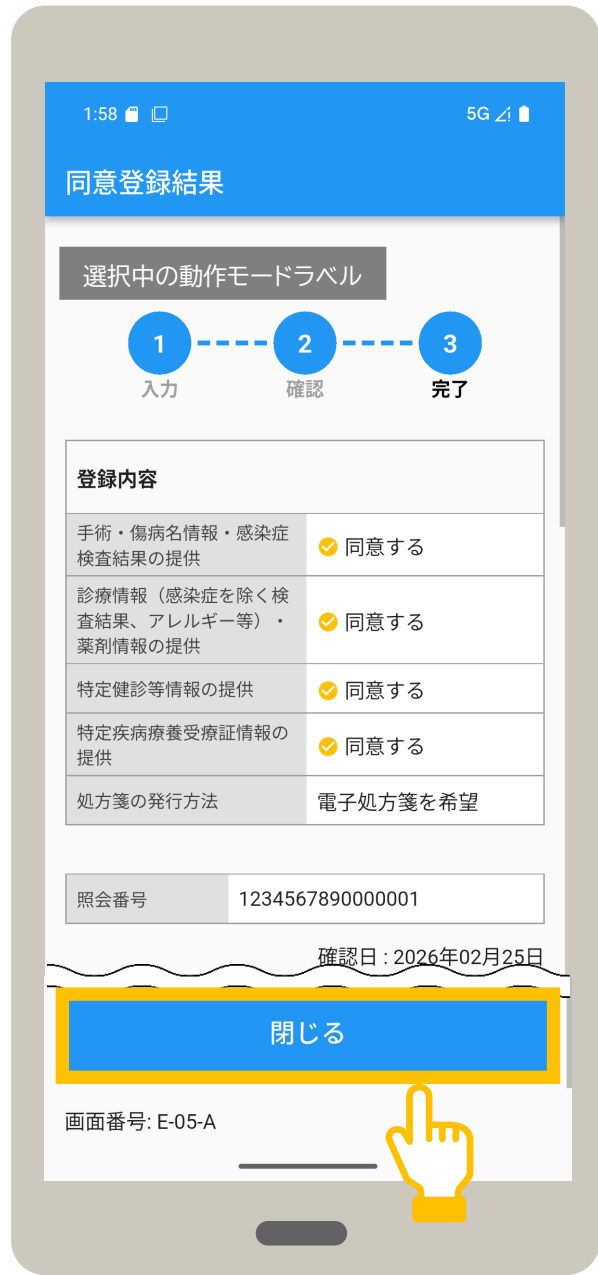 1:58
5G
同意登録結果
選択中の動作モードラベル
1
2
3
入力
確認
完了
登録内容
手術・傷病名情報・感染症
検査結果の提供
同意する
診療情報（感染症を除く検
査結果、アレルギー等）・
薬剤情報の提供
同意する
特定健診等情報の提供
同意する
特定疾病療養受療証情報の
提供
同意する
処方箋の発行方法
電子処方箋を希望
照会番号
1234567890000001
確認日 : 2026年02月25日
閉じる
画面番号: E-05-A